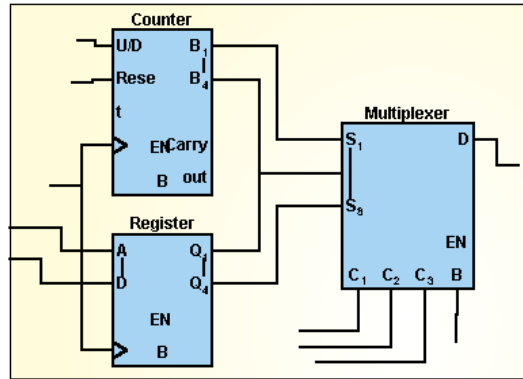 Counter
U/D B1
Rese B4
t
EN Carry
B out
Register
A Q1
D Q4
EN
B
Multiplexer
S1 D
S8
EN
C1 C2 C3 B